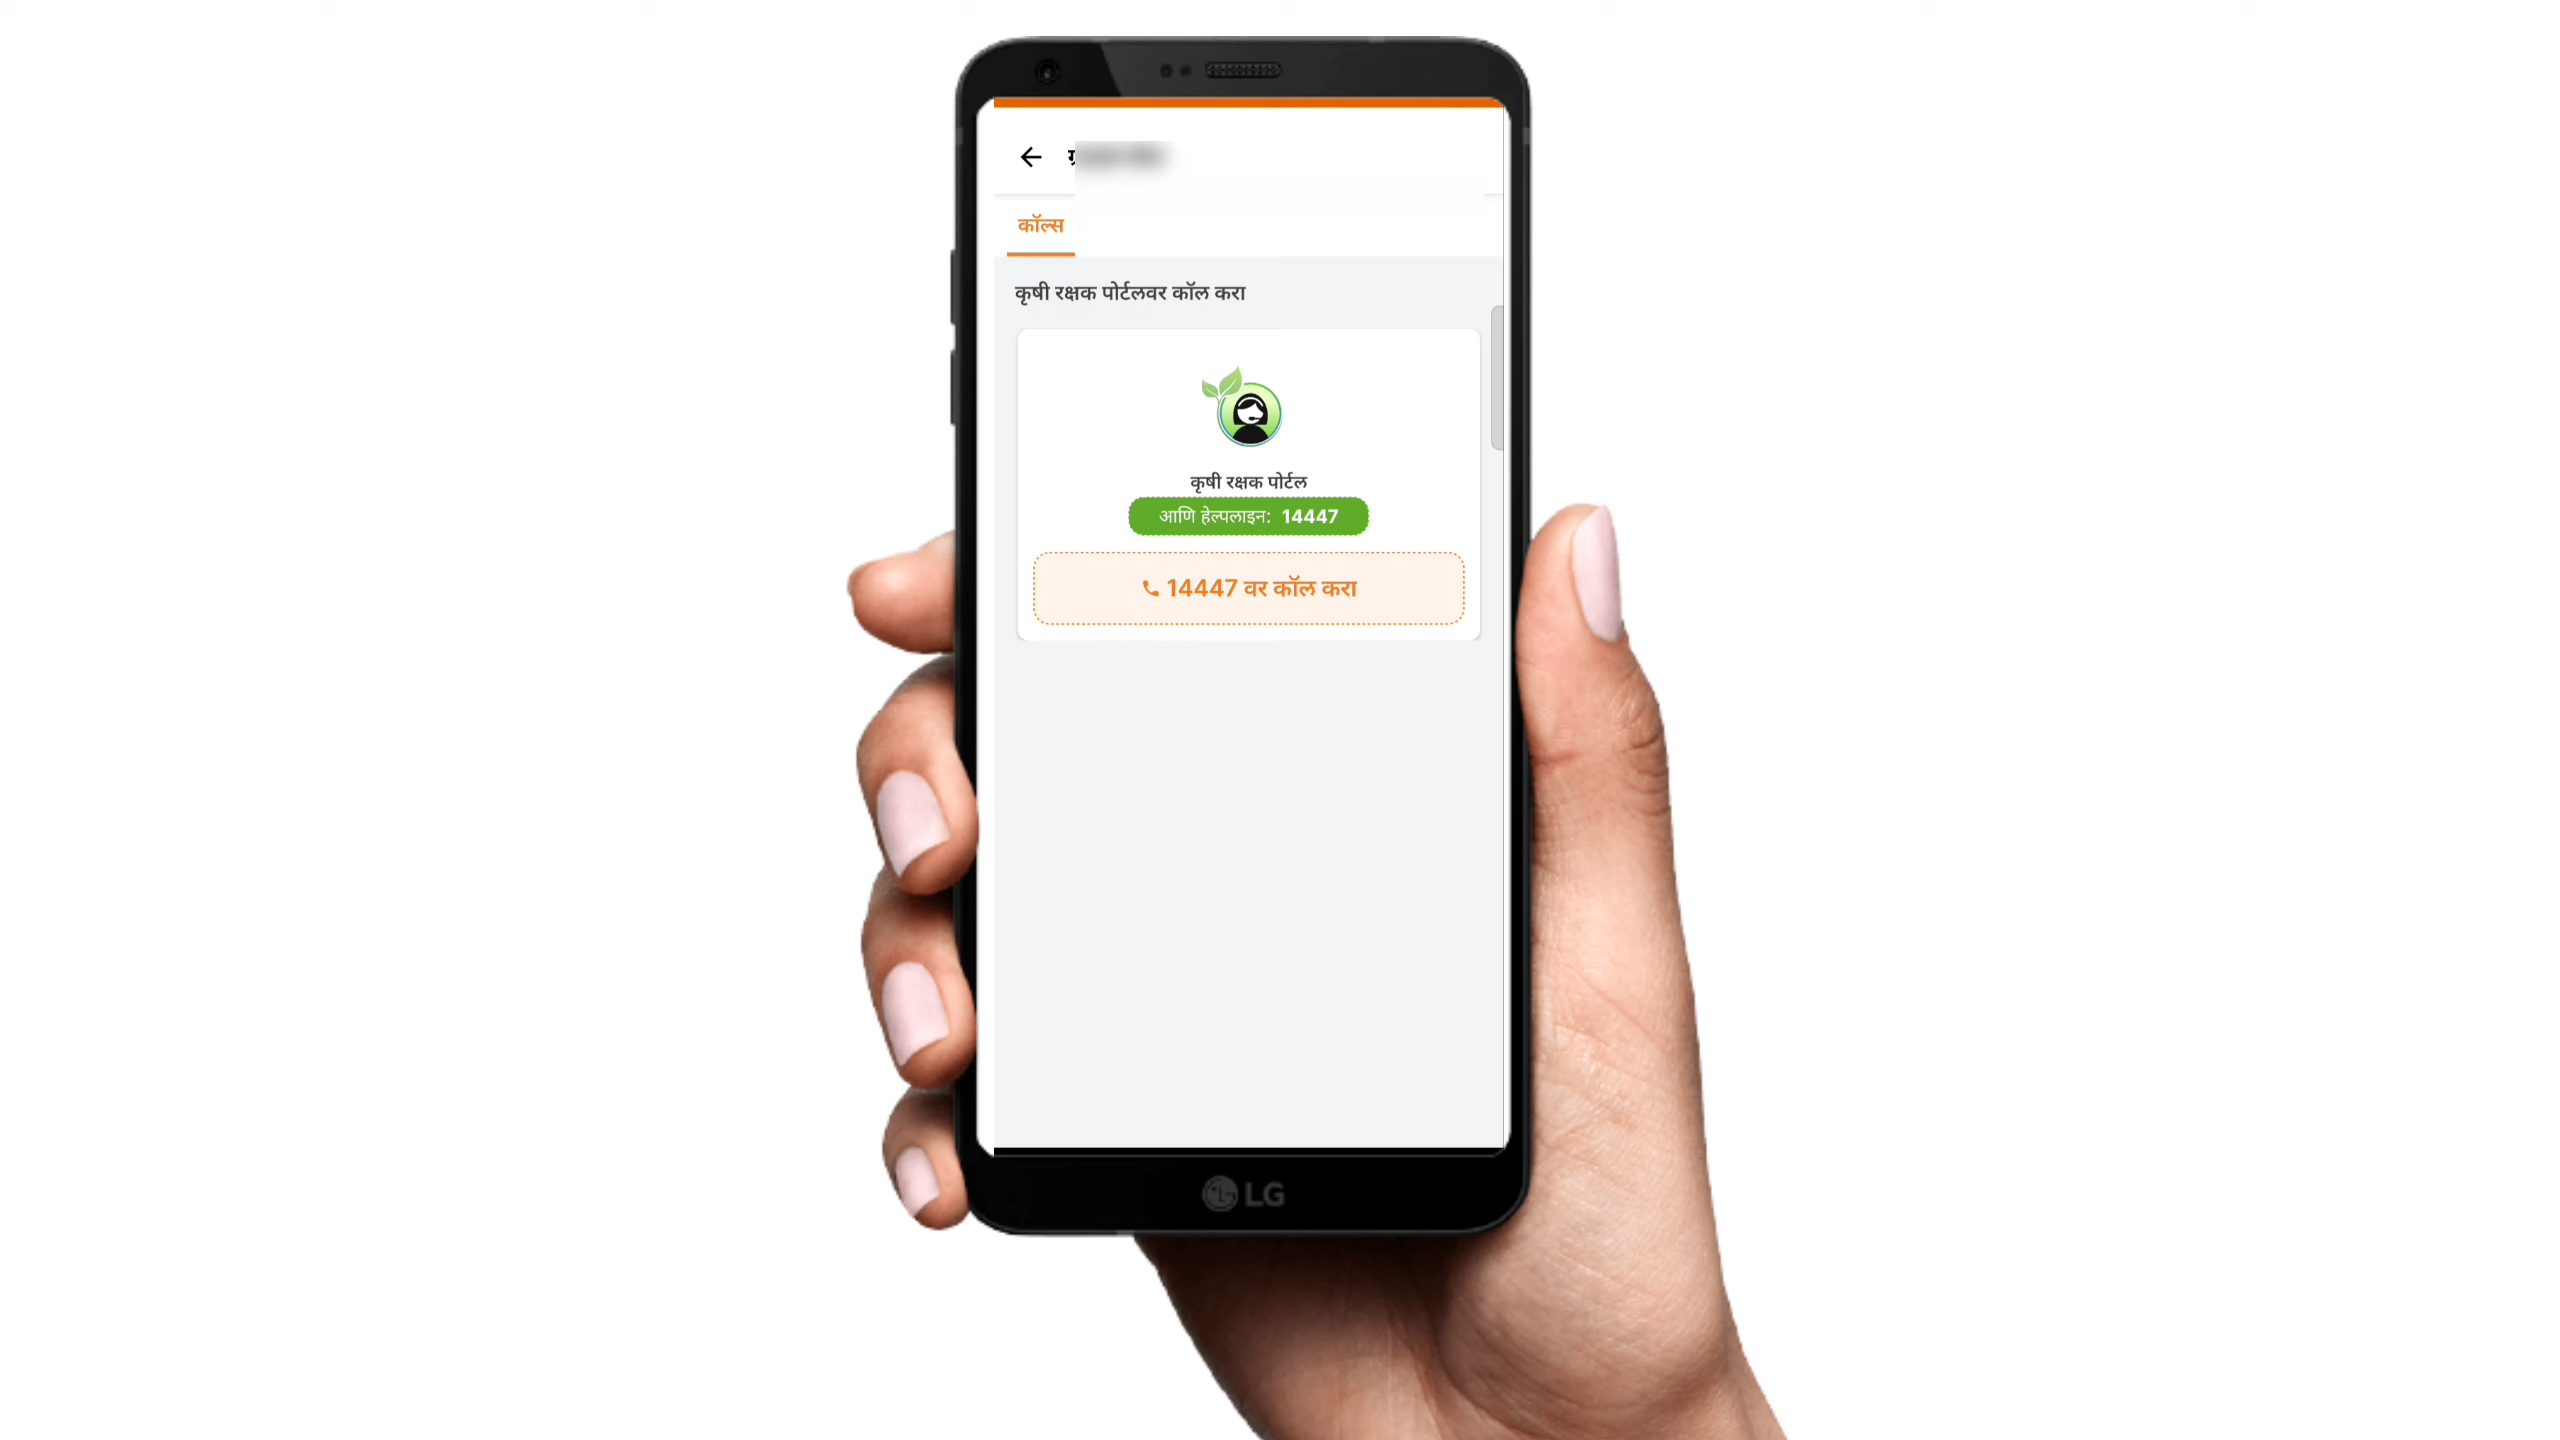 कॉल्स
कृषी रक्षक पोर्टलवर कॉल करा
कृषी रक्षक पोर्टल
आणि हेल्पलाइन: 14447
14447 वर कॉल करा
LG